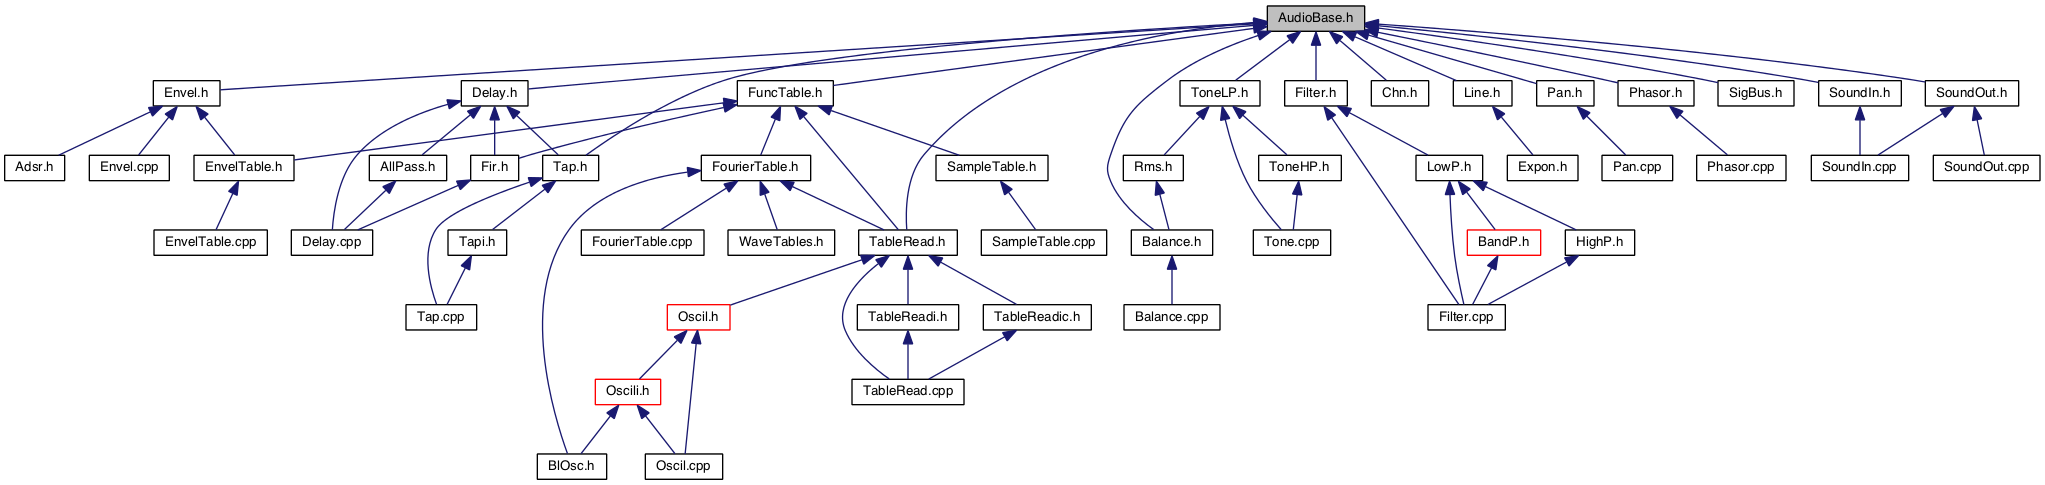 AudioBase.h
Envel.h
Delay.h
FuncTable.h
ToneLP.h
Filter.h
Chn.h
Line.h
Pan.h
Phasor.h
SigBus.h
SoundIn.h
SoundOut.h
Adsr.h
Envel.cpp
EnvelTable.h
AllPass.h
Fir.h
Tap.h
FourierTable.h
SampleTable.h
Rms.h
ToneHP.h
LowP.h
Expon.h
Pan.cpp
Phasor.cpp
SoundIn.cpp
SoundOut.cpp
EnvelTable.cpp
Delay.cpp
Tapi.h
FourierTable.cpp
WaveTables.h
TableRead.h
SampleTable.cpp
Balance.h
Tone.cpp
BandP.h
HighP.h
Tap.cpp
Oscil.h
TableReadi.h
TableReadic.h
Balance.cpp
Filter.cpp
Oscili.h
TableRead.cpp
BlOsc.h
Oscil.cpp